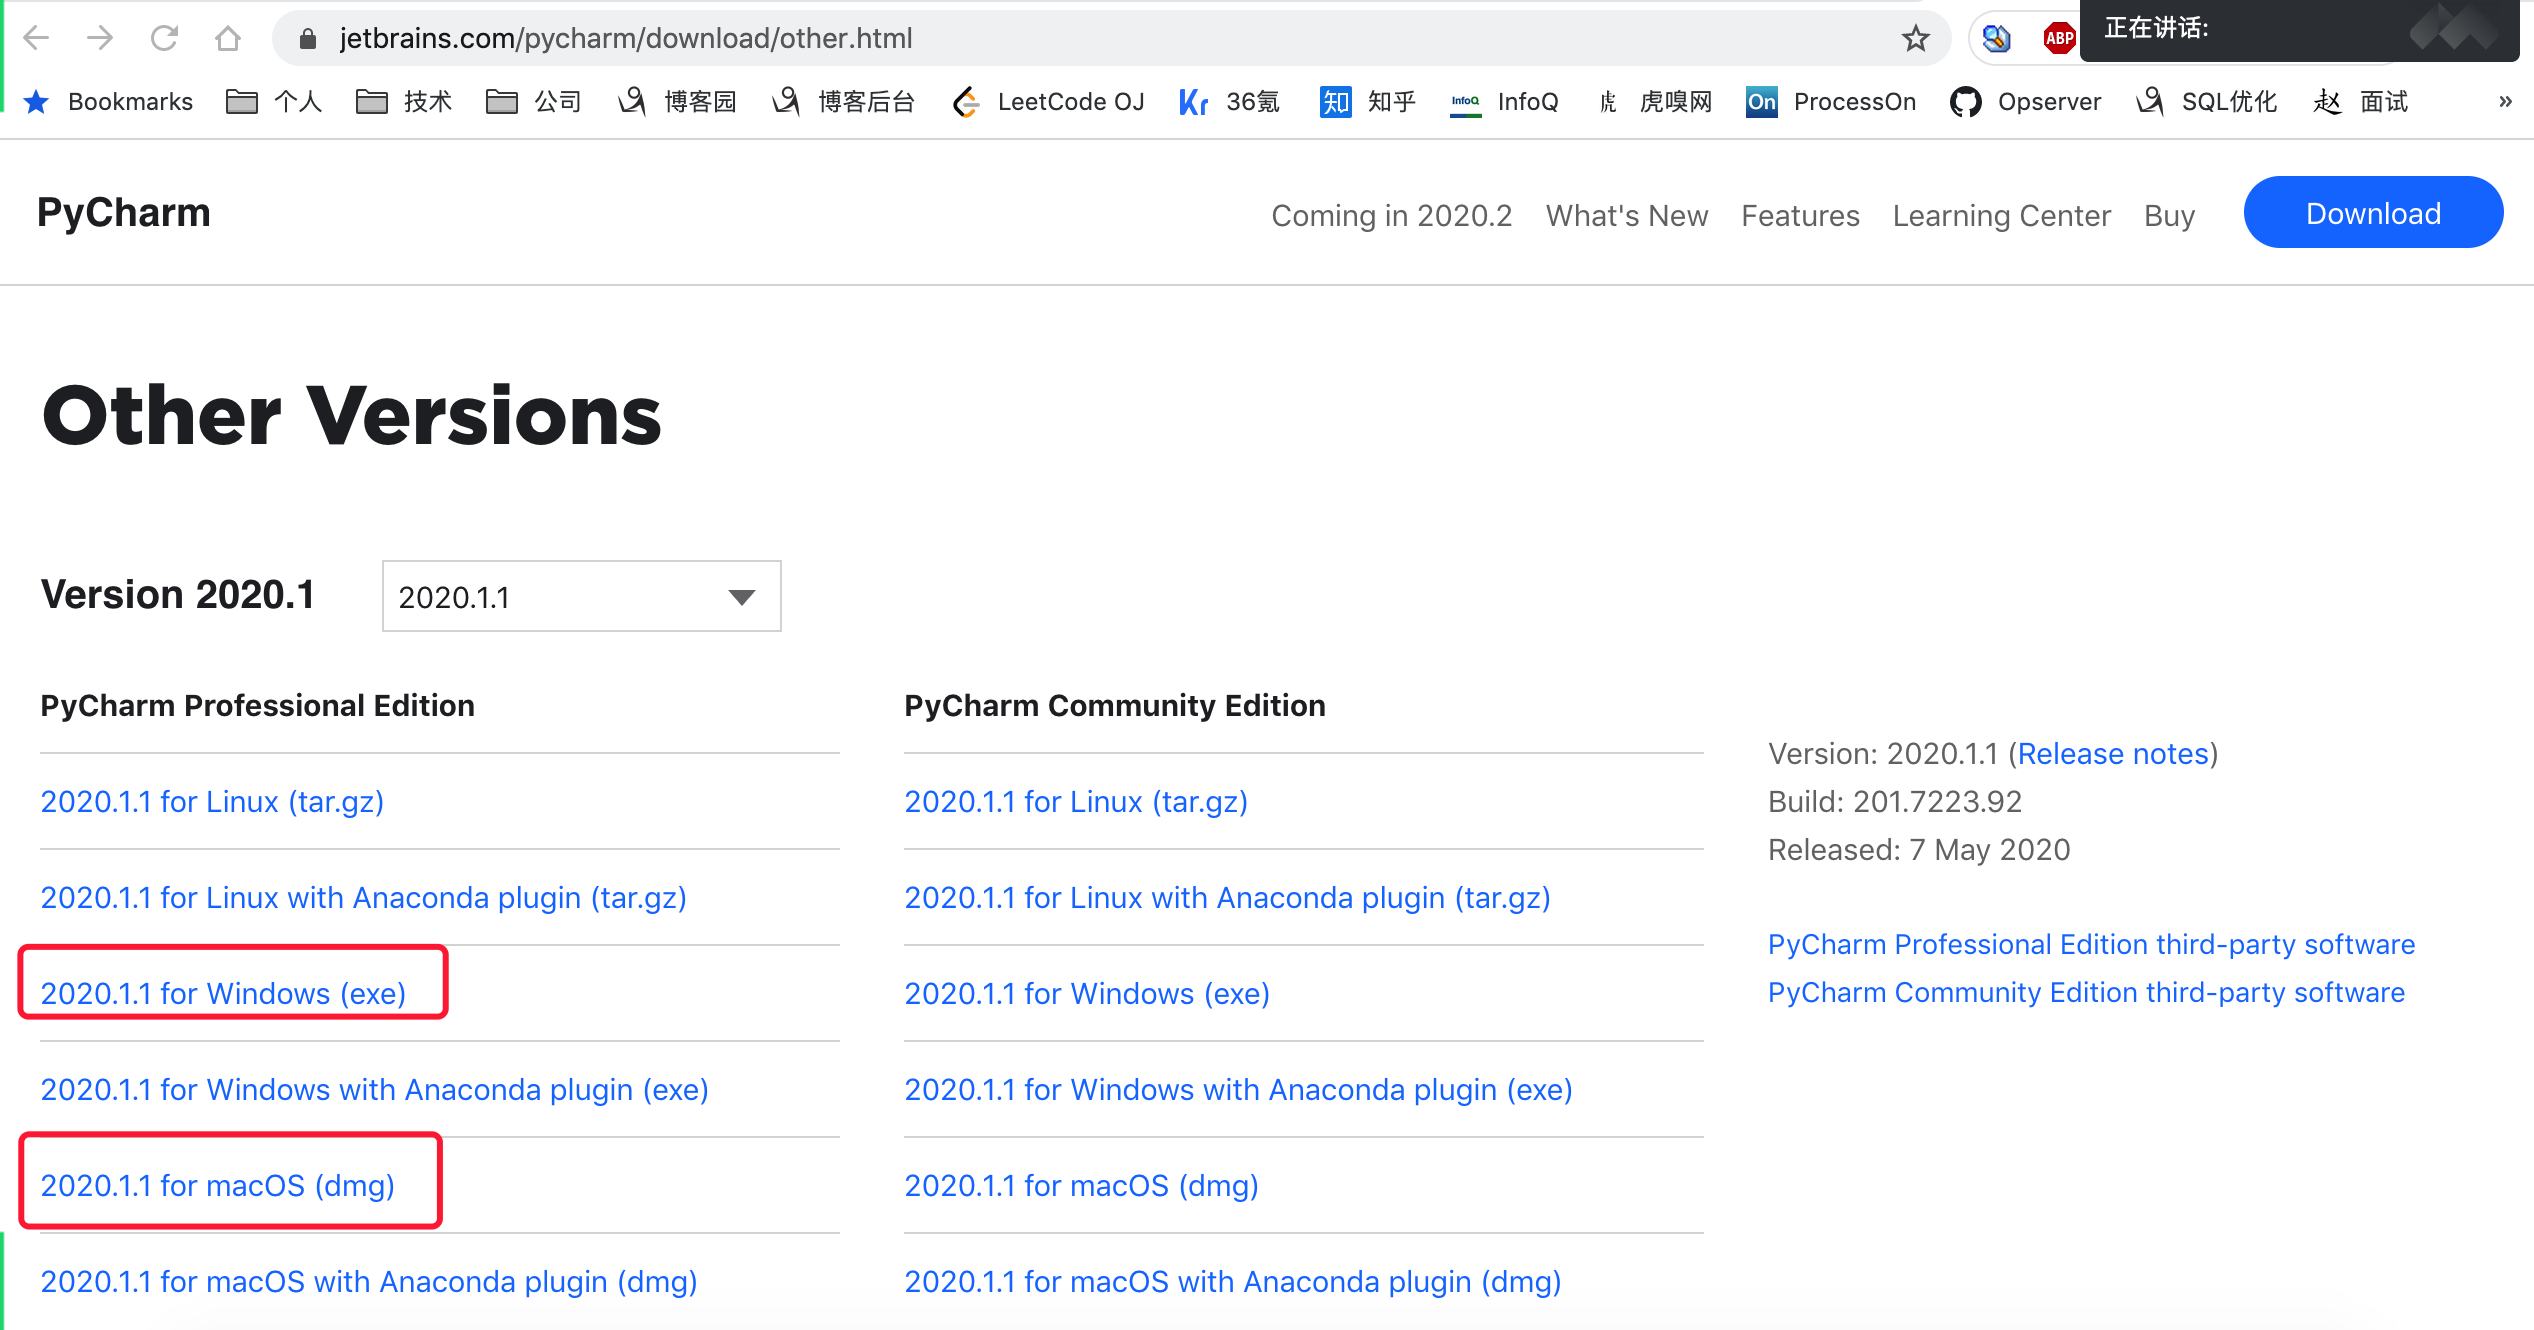 jetbrains.com/pycharm/download/other.html
ABP
正在讲话:
Bookmarks 个人 技术 公司 博客园 博客后台 LeetCode OJ Kr 36氪 知 知乎 InfoQ InfoQ 虎 虎嗅网 On ProcessOn Opserver SQL优化 赵 面试 »
PyCharm
Coming in 2020.2 What's New Features Learning Center Buy Download
Other Versions
Version 2020.1 2020.1.1
PyCharm Professional Edition
2020.1.1 for Linux (tar.gz)
2020.1.1 for Linux with Anaconda plugin (tar.gz)
2020.1.1 for Windows (exe)
2020.1.1 for Windows with Anaconda plugin (exe)
2020.1.1 for macOS (dmg)
2020.1.1 for macOS with Anaconda plugin (dmg)
PyCharm Community Edition
2020.1.1 for Linux (tar.gz)
2020.1.1 for Linux with Anaconda plugin (tar.gz)
2020.1.1 for Windows (exe)
2020.1.1 for Windows with Anaconda plugin (exe)
2020.1.1 for macOS (dmg)
2020.1.1 for macOS with Anaconda plugin (dmg)
Version: 2020.1.1 (Release notes)
Build: 201.7223.92
Released: 7 May 2020
PyCharm Professional Edition third-party software
PyCharm Community Edition third-party software